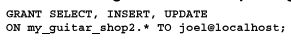 GRANT SELECT, INSERT, UPDATE
ON my_guitar_shop2.* TO joel@localhost;